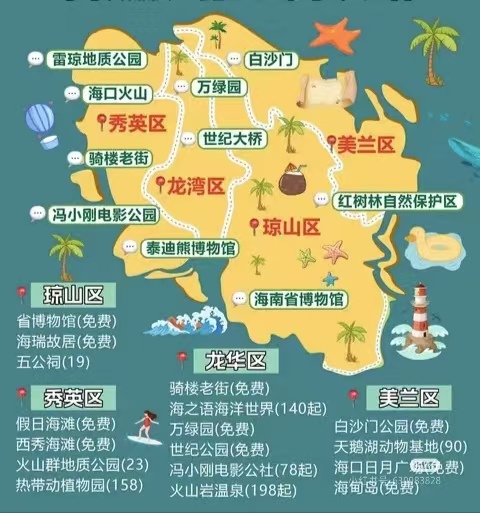 雷琼地质公园
白沙门
海口火山
万绿园
秀英区
世纪大桥
美兰区
骑楼老街
龙湾区
红树林自然保护区
冯小刚电影公园
琼山区
泰迪熊博物馆
海南省博物馆
琼山区
省博物馆(免费)
海瑞故居(免费)
五公祠(19)
秀英区
假日海滩(免费)
西秀海滩(免费)
火山群地质公园(23)
热带动植物园(158)
龙华区
骑楼老街(免费)
海之语海洋世界(140起)
万绿园(免费)
世纪公园(免费)
冯小刚电影公社(78起)
火山岩温泉(198起)
美兰区
白沙门公园(免费)
天鹅湖动物基地(90)
海口日月广场(免费)
海甸岛(免费)